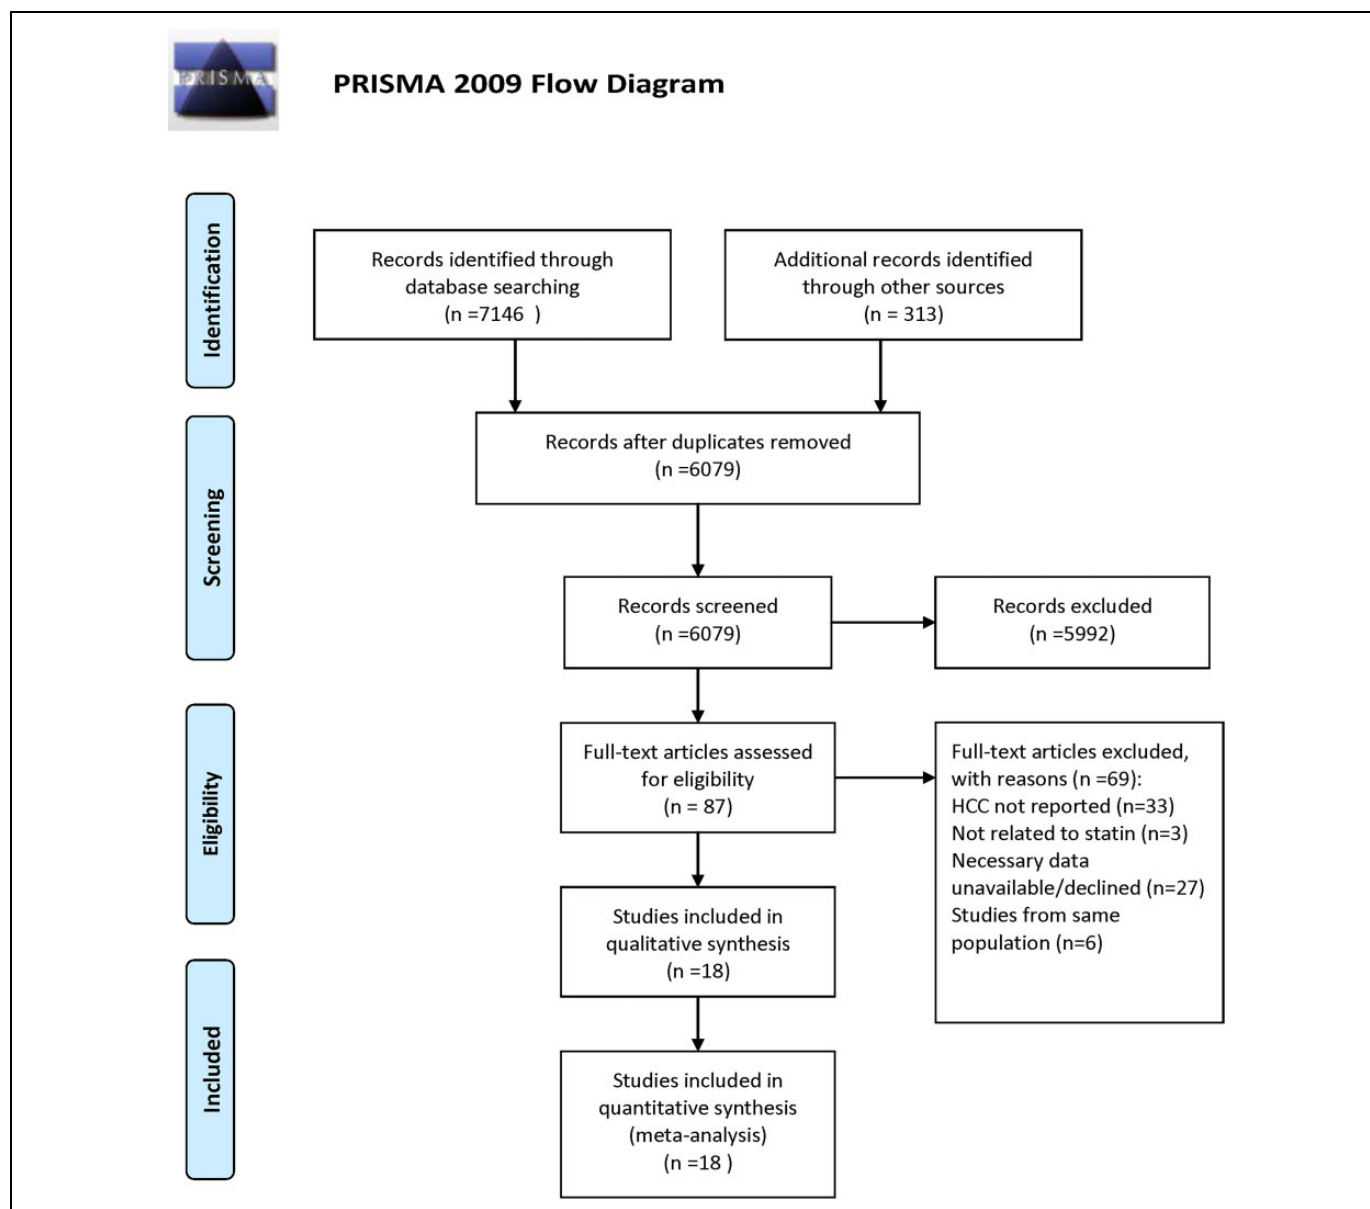 PRISMA
PRISMA 2009 Flow Diagram
Identification
Records identified through
database searching
(n =7146  )
Additional records identified
through other sources
(n = 313)
Screening
Records after duplicates removed
(n =6079)
Records screened
(n =6079)
Records excluded
(n =5992)
Eligibility
Full-text articles assessed
for eligibility
(n = 87)
Full-text articles excluded,
with reasons (n =69):
HCC not reported (n=33)
Not related to statin (n=3)
Necessary data
unavailable/declined (n=27)
Studies from same
population (n=6)
Studies included in
qualitative synthesis
(n =18)
Included
Studies included in
quantitative synthesis
(meta-analysis)
(n =18 )